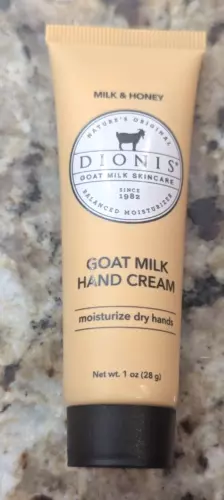 MILK & HONEY
NATURE'S ORIGINAL
DIONIS®
GOAT MILK SKINCARE
SINCE
1982
BALANCED MOISTURIZER
GOAT MILK
HAND CREAM
moisturize dry hands
Net wt. 1 oz (28 g)